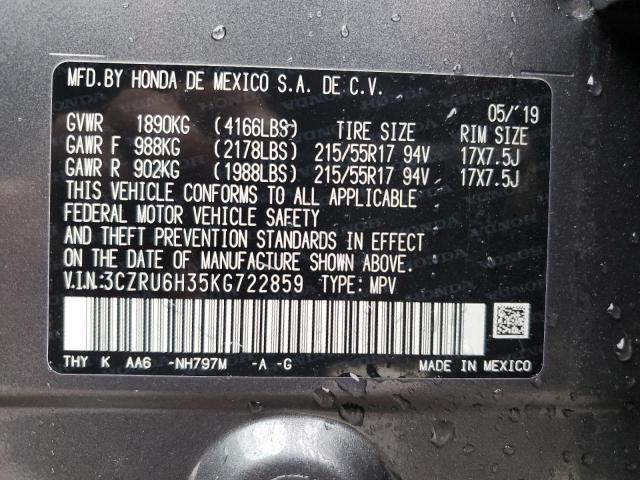 MFD.BY HONDA DE MEXICO S.A. DE C.V.
05/'19
GVWR 1890KG (4166LBS) TIRE SIZE RIM SIZE
GAWR F 988KG (2178LBS) 215/55R17 94V 17X7.5J
GAWR R 902KG (1988LBS) 215/55R17 94V 17X7.5J
THIS VEHICLE CONFORMS TO ALL APPLICABLE
FEDERAL MOTOR VEHICLE SAFETY
AND THEFT PREVENTION STANDARDS IN EFFECT
ON THE DATE OF MANUFACTURE SHOWN ABOVE.
V.I.N:3CZRU6H35KG722859 TYPE: MPV
THY K AA6 -NH797M -A -G MADE IN MEXICO